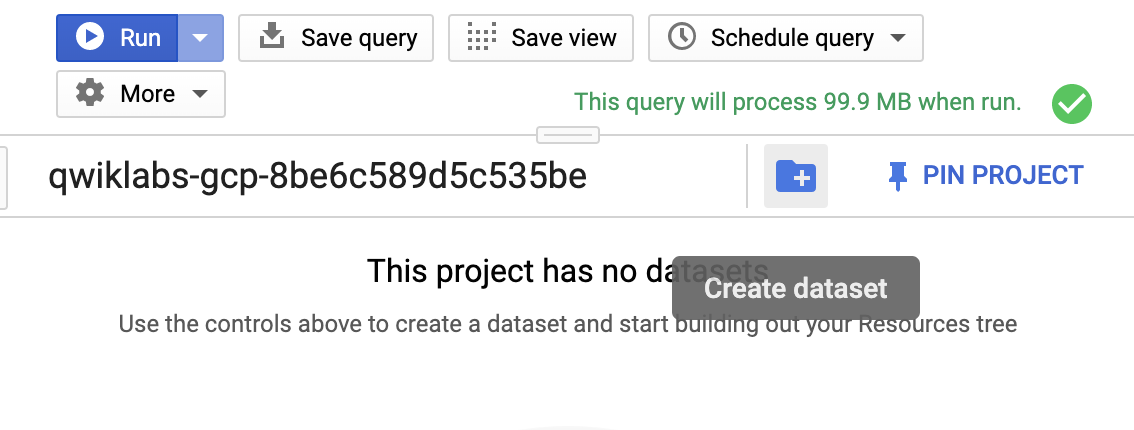 Run Save query Save view Schedule query
More This query will process 99.9 MB when run.
qwiklabs-gcp-8be6c589d5c535be PIN PROJECT
This project has no datasets
Create dataset
Use the controls above to create a dataset and start building out your Resources tree